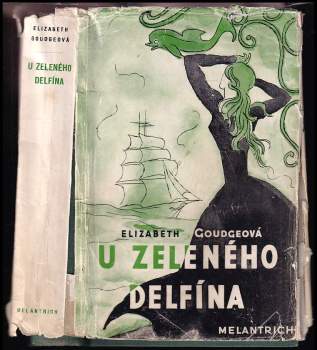 ELIZABETH
GOUDGEOVÁ
U ZELENÉHO
DELFÍNA
MELANTRICH
ELIZABETH GOUDGEOVÁ
U ZELENÉHO
DELFÍNA
MELANTRICH